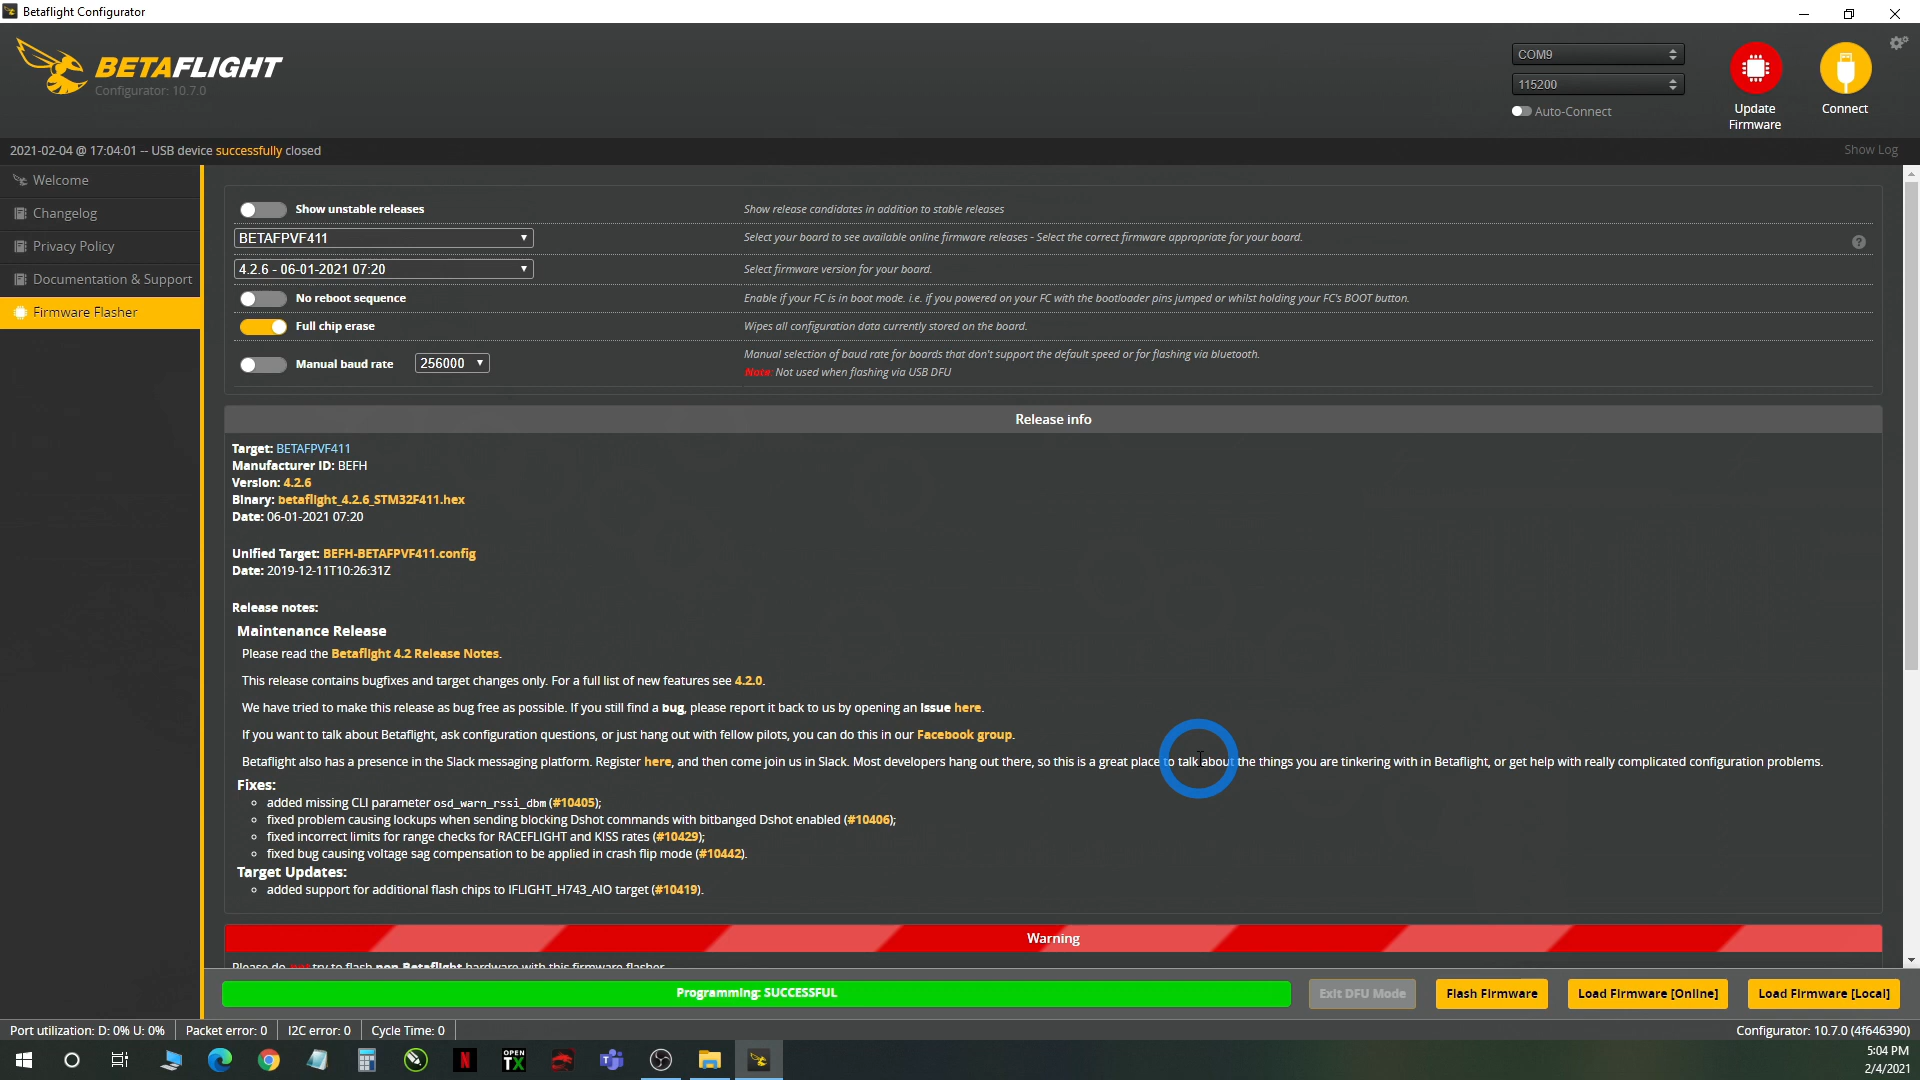 Betaflight Configurator
BETAFLIGHT
Configurator: 10.7.0
COM9
115200
Auto-Connect
Update
Firmware
Connect
2021-02-04 @ 17:04:01 -- USB device successfully closed
Show Log
Welcome
Changelog
Privacy Policy
Documentation & Support
Firmware Flasher
Show unstable releases
Show release candidates in addition to stable releases
BETAFPVF411
Select your board to see available online firmware releases - Select the correct firmware appropriate for your board.
4.2.6 - 06-01-2021 07:20
Select firmware version for your board.
No reboot sequence
Enable if your FC is in boot mode. i.e. if you powered on your FC with the bootloader pins jumped or whilst holding your FC's BOOT button.
Full chip erase
Wipes all configuration data currently stored on the board.
Manual baud rate
256000
Manual selection of baud rate for boards that don't support the default speed or for flashing via bluetooth.
Note: Not used when flashing via USB DFU
Release info
Target: BETAFPVF411
Manufacturer ID: BEFH
Version: 4.2.6
Binary: betaflight_4.2.6_STM32F411.hex
Date: 06-01-2021 07:20
Unified Target: BEFH-BETAFPVF411.config
Date: 2019-12-11T10:26:31Z
Release notes:
Maintenance Release
Please read the Betaflight 4.2 Release Notes.
This release contains bugfixes and target changes only. For a full list of new features see 4.2.0.
We have tried to make this release as bug free as possible. If you still find a bug, please report it back to us by opening an Issue here.
If you want to talk about Betaflight, ask configuration questions, or just hang out with fellow pilots, you can do this in our Facebook group.
Betaflight also has a presence in the Slack messaging platform. Register here, and then come join us in Slack. Most developers hang out there, so this is a great place to talk about the things you are tinkering with in Betaflight, or get help with really complicated configuration problems.
Fixes:
added missing CLI parameter osd_warn_rssi_dbm (#10405);
fixed problem causing lockups when sending blocking Dshot commands with bitbanged Dshot enabled (#10406);
fixed incorrect limits for range checks for RACEFLIGHT and KISS rates (#10429);
fixed bug causing voltage sag compensation to be applied in crash flip mode (#10442).
Target Updates:
added support for additional flash chips to IFLIGHT_H743_AIO target (#10419).
Warning
Please do not try to flash non-Betaflight hardware with this firmware flasher.
Programming: SUCCESSFUL
Exit DFU Mode
Flash Firmware
Load Firmware [Online]
Load Firmware [Local]
Port utilization: D: 0% U: 0%
Packet error: 0
I2C error: 0
Cycle Time: 0
Configurator: 10.7.0 (4f646390)
OPEN
TX
5:04 PM
2/4/2021